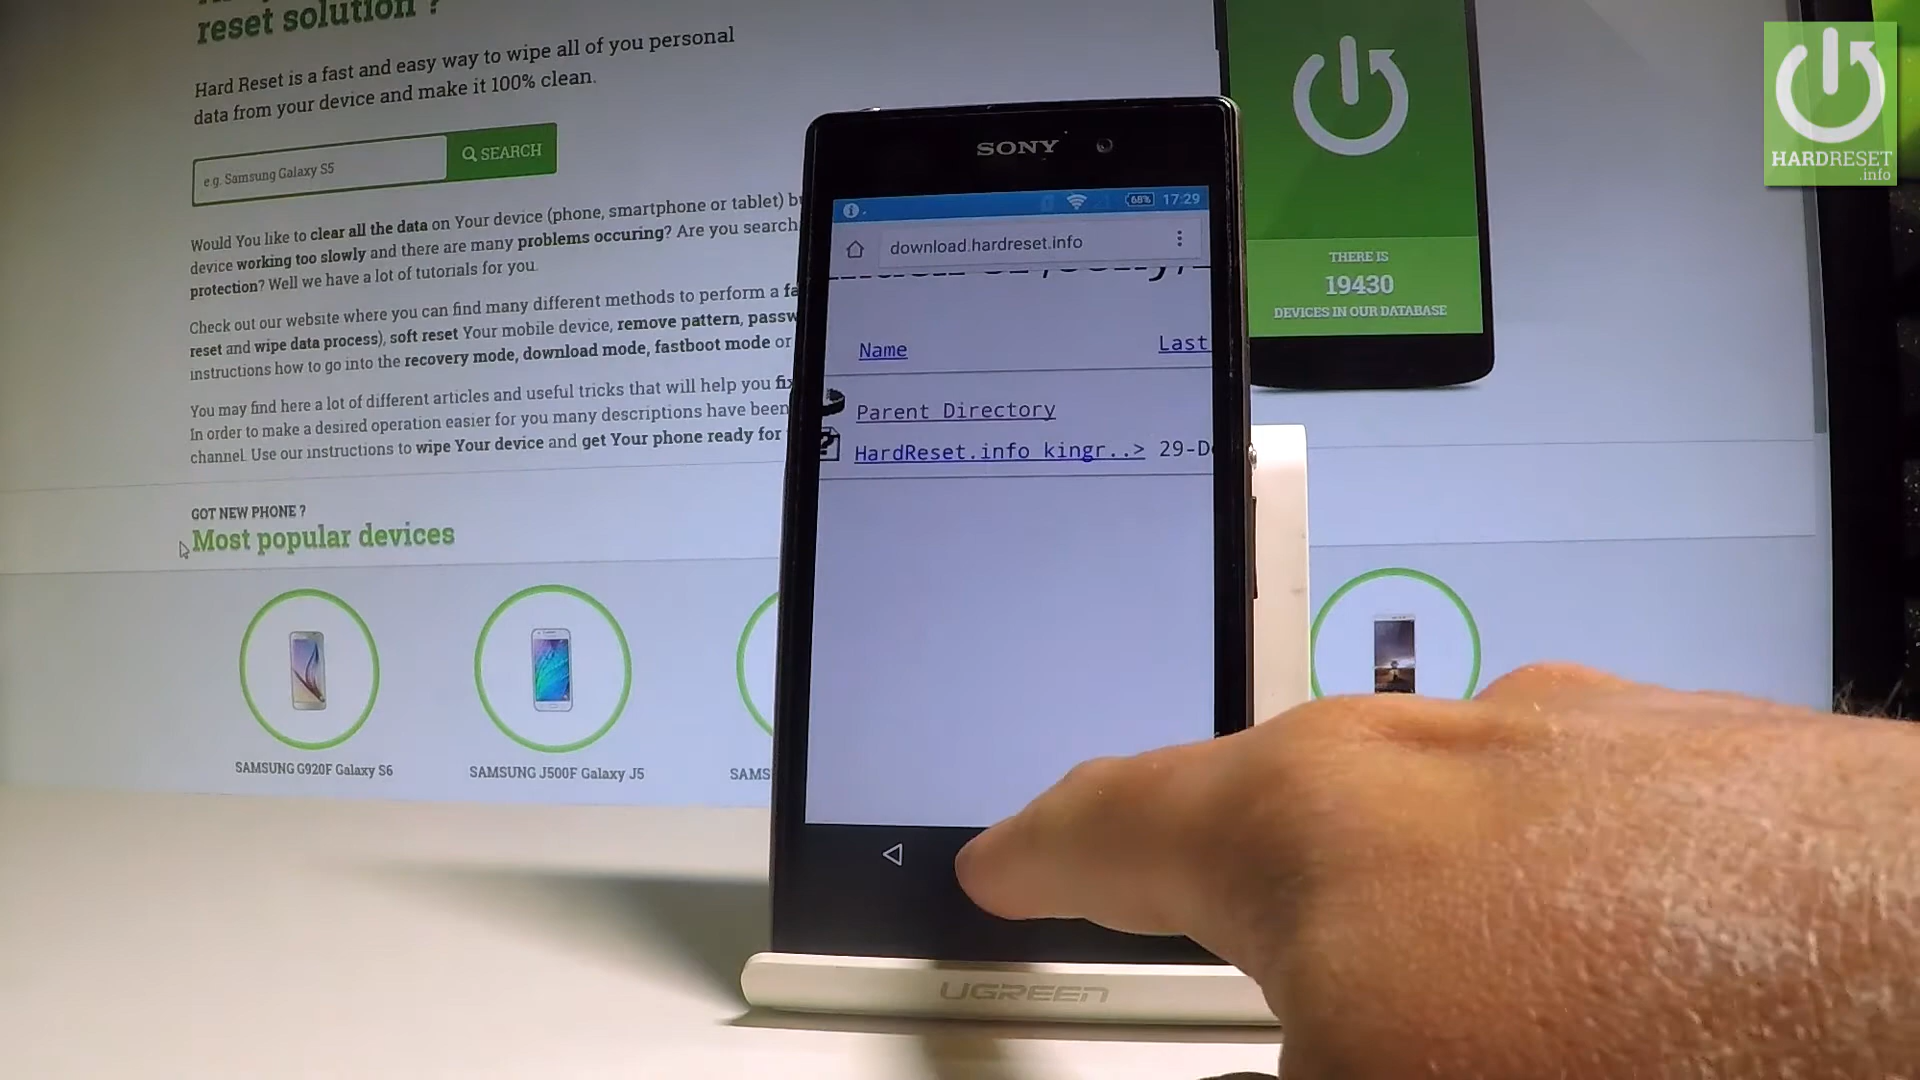 reset solution ?
Hard Reset is a fast and easy way to wipe all of you personal
data from your device and make it 100% clean.
e.g. Samsung Galaxy S5
SEARCH
Would You like to clear all the data on Your device (phone, smartphone or tablet)
device working too slowly and there are many problems occuring? Are you search
protection? Well we have a lot of tutorials for you.
Check out our website where you can find many different methods to perform a fa
reset and wipe data process), soft reset Your mobile device, remove pattern, passw
instructions how to go into the recovery mode, download mode, fastboot mode or
You may find here a lot of different articles and useful tricks that will help you fix
In order to make a desired operation easier for you many descriptions have been
channel. Use our instructions to wipe Your device and get Your phone ready for
GOT NEW PHONE ?
Most popular devices
SAMSUNG G920F Galaxy S6
SAMSUNG J500F Galaxy J5
SAMS
THERE IS
19430
DEVICES IN OUR DATABASE
HARDRESET
.info
SONY
68% 17:29
download.hardreset.info
Name Last
Parent Directory
HardReset.info kingr..> 29-D
UGREEN